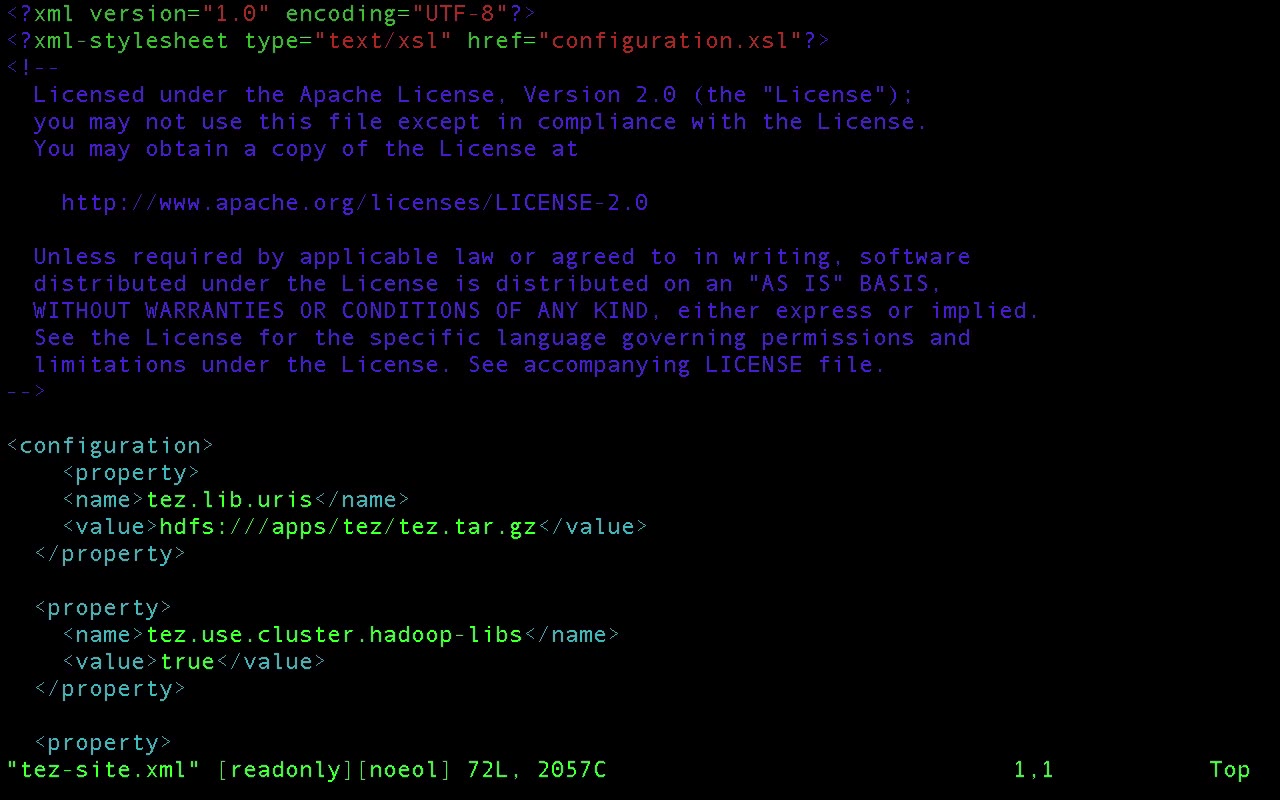 <?xml version="1.0" encoding="UTF-8"?>
<?xml-stylesheet type="text/xsl" href="configuration.xsl"?>
<!--
  Licensed under the Apache License, Version 2.0 (the "License");
  you may not use this file except in compliance with the License.
  You may obtain a copy of the License at

    http://www.apache.org/licenses/LICENSE-2.0

  Unless required by applicable law or agreed to in writing, software
  distributed under the License is distributed on an "AS IS" BASIS,
  WITHOUT WARRANTIES OR CONDITIONS OF ANY KIND, either express or implied.
  See the License for the specific language governing permissions and
  limitations under the License. See accompanying LICENSE file.
-->

<configuration>
    <property>
    <name>tez.lib.uris</name>
    <value>hdfs:///apps/tez/tez.tar.gz</value>
  </property>

  <property>
    <name>tez.use.cluster.hadoop-libs</name>
    <value>true</value>
  </property>

  <property>
"tez-site.xml" [readonly][noeol] 72L, 2057C 1,1 Top